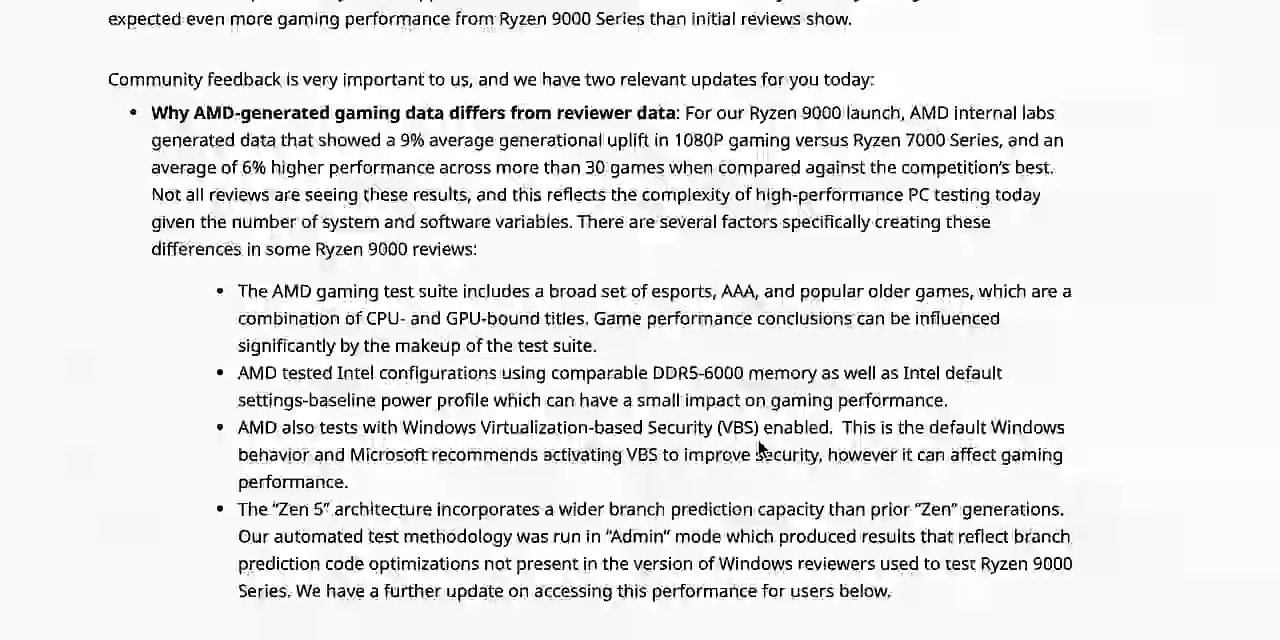 expected even more gaming performance from Ryzen 9000 Series than initial reviews show.
Community feedback is very important to us, and we have two relevant updates for you today:
• Why AMD-generated gaming data differs from reviewer data: For our Ryzen 9000 launch, AMD internal labs
generated data that showed a 9% average generational uplift in 1080P gaming versus Ryzen 7000 Series, and an
average of 6% higher performance across more than 30 games when compared against the competition's best.
Not all reviews are seeing these results, and this reflects the complexity of high-performance PC testing today
given the number of system and software variables. There are several factors specifically creating these
differences in some Ryzen 9000 reviews:
• The AMD gaming test suite includes a broad set of esports, AAA, and popular older games, which are a
combination of CPU- and GPU-bound titles. Game performance conclusions can be influenced
significantly by the makeup of the test suite.
• AMD tested Intel configurations using comparable DDR5-6000 memory as well as Intel default
settings-baseline power profile which can have a small impact on gaming performance.
• AMD also tests with Windows Virtualization-based Security (VBS) enabled.  This is the default Windows
behavior and Microsoft recommends activating VBS to improve security, however it can affect gaming
performance.
• The “Zen 5” architecture incorporates a wider branch prediction capacity than prior “Zen” generations.
Our automated test methodology was run in “Admin” mode which produced results that reflect branch
prediction code optimizations not present in the version of Windows reviewers used to test Ryzen 9000
Series. We have a further update on accessing this performance for users below.